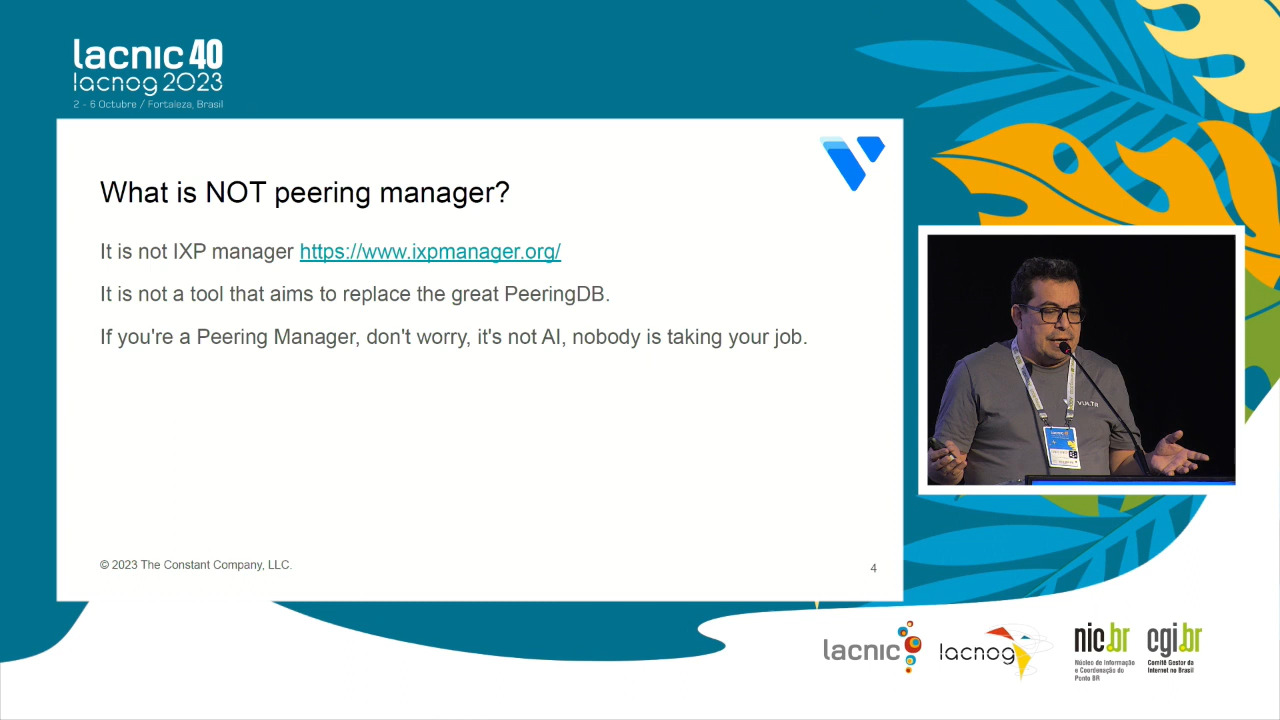 lacnic 40
lacnog 2023
2 - 6 Octubre / Fortaleza, Brasil
What is NOT peering manager?
It is not IXP manager https://www.ixpmanager.org/
It is not a tool that aims to replace the great PeeringDB.
If you're a Peering Manager, don't worry, it's not AI, nobody is taking your job.
© 2023 The Constant Company, LLC.
4
VULTR
lacnic 40
lacnic
lacnog
nic.br
Núcleo de Informação
e Coordenação do
Ponto BR
cgi.br
Comitê Gestor da
Internet no Brasil